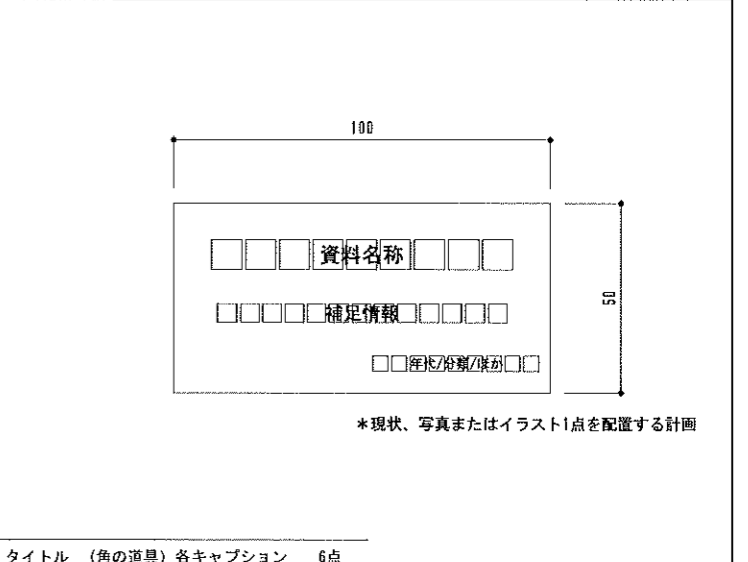 100
□□□資料名称□□□
50
□□□□□補足情報□□□□□
□□年代/分類/ほか□□
*現状、写真またはイラスト1点を配置する計画
タイトル (角の道具) 各キャプション 6点